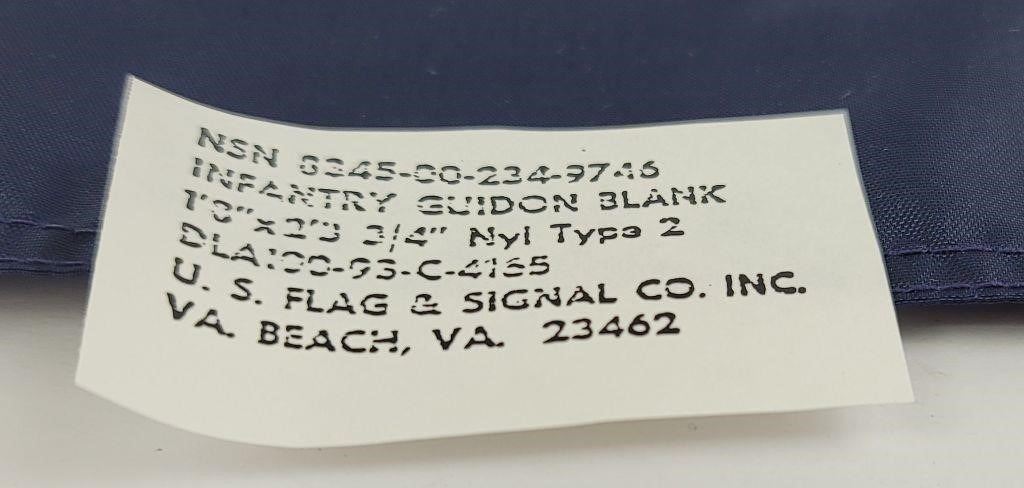 NSN 8345-00-234-9746
INFANTRY GUIDON BLANK
1'8"x2'3 3/4" Nyl Type 2
DLA100-93-C-4165
U. S. FLAG & SIGNAL CO. INC.
VA. BEACH, VA. 23462